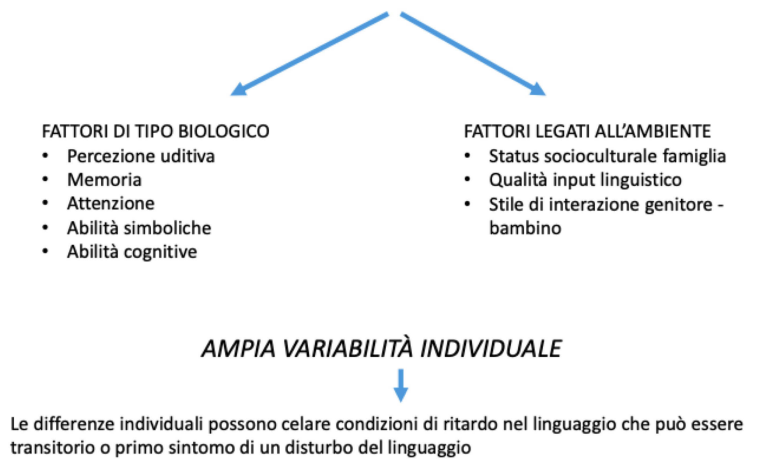 FATTORI DI TIPO BIOLOGICO
• Percezione uditiva
• Memoria
• Attenzione
• Abilità simboliche
• Abilità cognitive
FATTORI LEGATI ALL'AMBIENTE
• Status socioculturale famiglia
• Qualità input linguistico
• Stile di interazione genitore -
bambino
AMPIA VARIABILITÀ INDIVIDUALE
Le differenze individuali possono celare condizioni di ritardo nel linguaggio che può essere
transitorio o primo sintomo di un disturbo del linguaggio